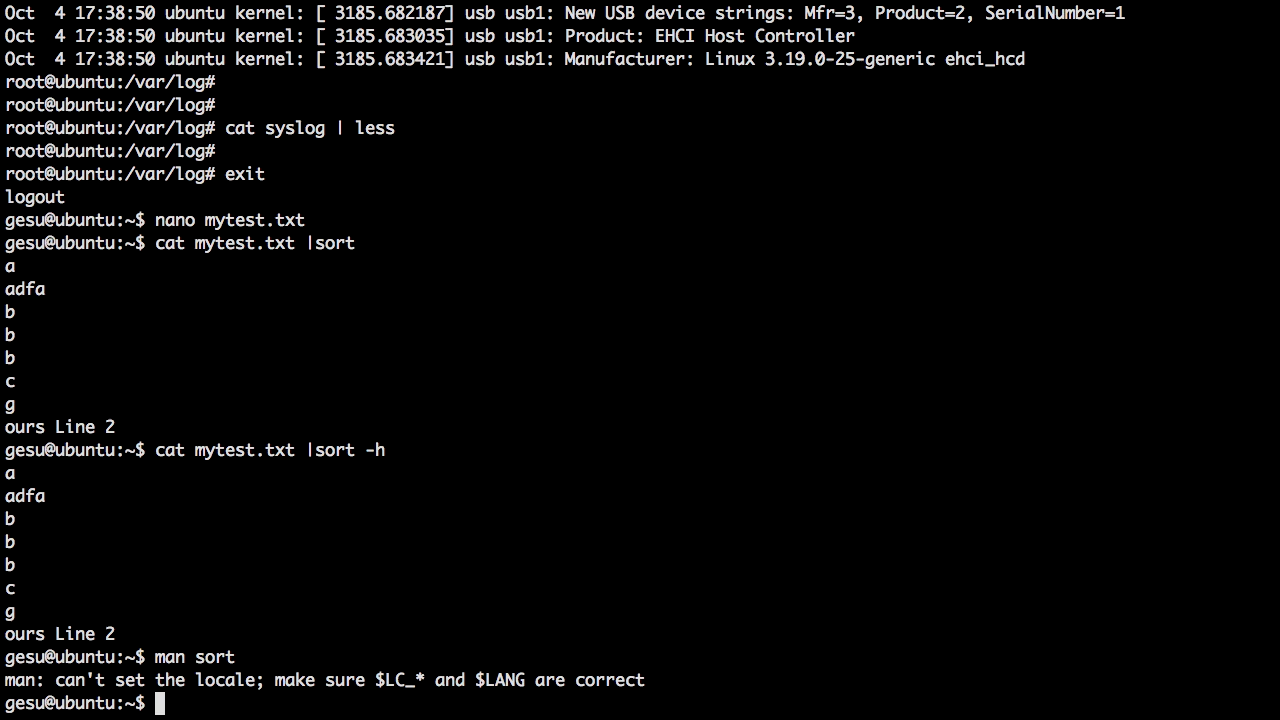 Oct  4 17:38:50 ubuntu kernel: [ 3185.682187] usb usb1: New USB device strings: Mfr=3, Product=2, SerialNumber=1
Oct  4 17:38:50 ubuntu kernel: [ 3185.683035] usb usb1: Product: EHCI Host Controller
Oct  4 17:38:50 ubuntu kernel: [ 3185.683421] usb usb1: Manufacturer: Linux 3.19.0-25-generic ehci_hcd
root@ubuntu:/var/log#
root@ubuntu:/var/log#
root@ubuntu:/var/log# cat syslog | less
root@ubuntu:/var/log#
root@ubuntu:/var/log# exit
logout
gesu@ubuntu:~$ nano mytest.txt
gesu@ubuntu:~$ cat mytest.txt |sort
a
adfa
b
b
b
c
g
ours Line 2
gesu@ubuntu:~$ cat mytest.txt |sort -h
a
adfa
b
b
b
c
g
ours Line 2
gesu@ubuntu:~$ man sort
man: can't set the locale; make sure $LC_* and $LANG are correct
gesu@ubuntu:~$